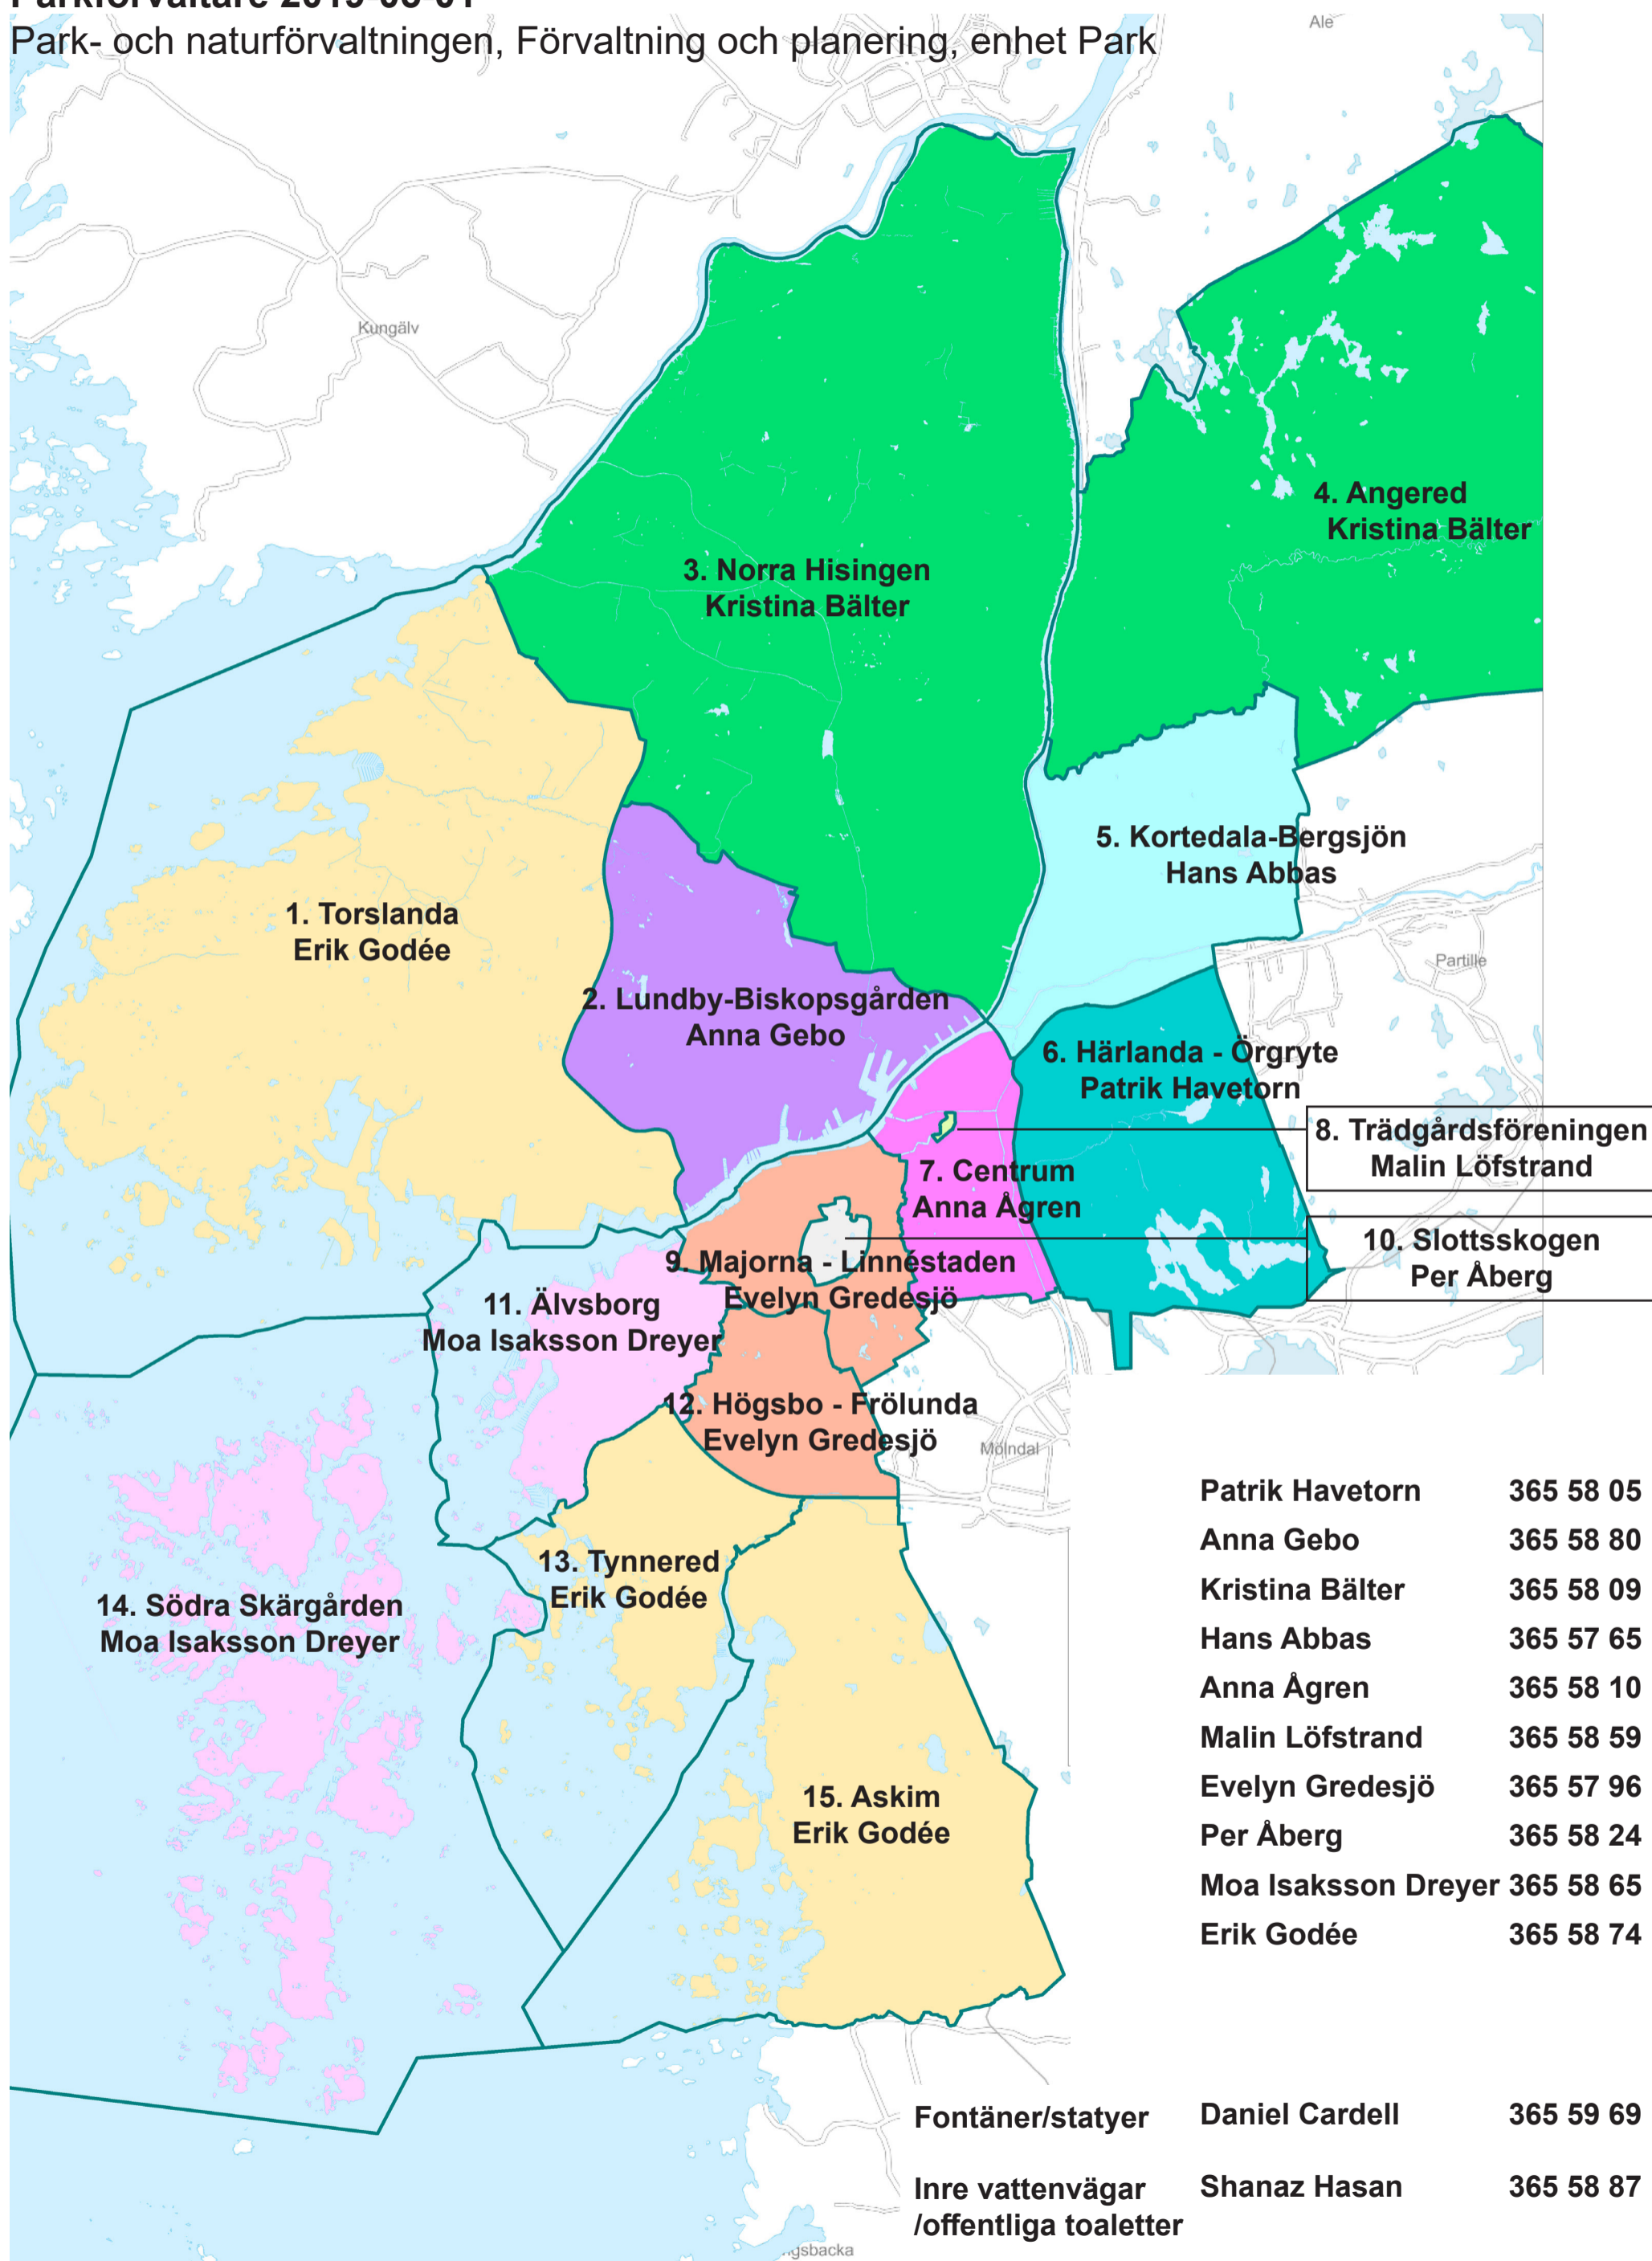 Park- och naturförvaltningen, Förvaltning och planering, enhet Park
Ale
Kungälv
4. Angered
Kristina Bälter
3. Norra Hisingen
Kristina Bälter
5. Kortedala-Bergsjön
Hans Abbas
1. Torslanda
Erik Godée
Partille
2. Lundby-Biskopsgården
Anna Gebo
6. Härlanda - Örgryte
Patrik Havetorn
8. Trädgårdsföreningen
Malin Löfstrand
7. Centrum
Anna Ågren
10. Slottsskogen
Per Åberg
9. Majorna - Linnéstaden
Evelyn Gredesjö
11. Älvsborg
Moa Isaksson Dreyer
12. Högsbo - Frölunda
Evelyn Gredesjö
Mölndal
13. Tynnered
Erik Godée
14. Södra Skärgården
Moa Isaksson Dreyer
15. Askim
Erik Godée
Patrik Havetorn 365 58 05
Anna Gebo 365 58 80
Kristina Bälter 365 58 09
Hans Abbas 365 57 65
Anna Ågren 365 58 10
Malin Löfstrand 365 58 59
Evelyn Gredesjö 365 57 96
Per Åberg 365 58 24
Moa Isaksson Dreyer 365 58 65
Erik Godée 365 58 74
Fontäner/statyer Daniel Cardell 365 59 69
Inre vattenvägar Shanaz Hasan 365 58 87
/offentliga toaletter